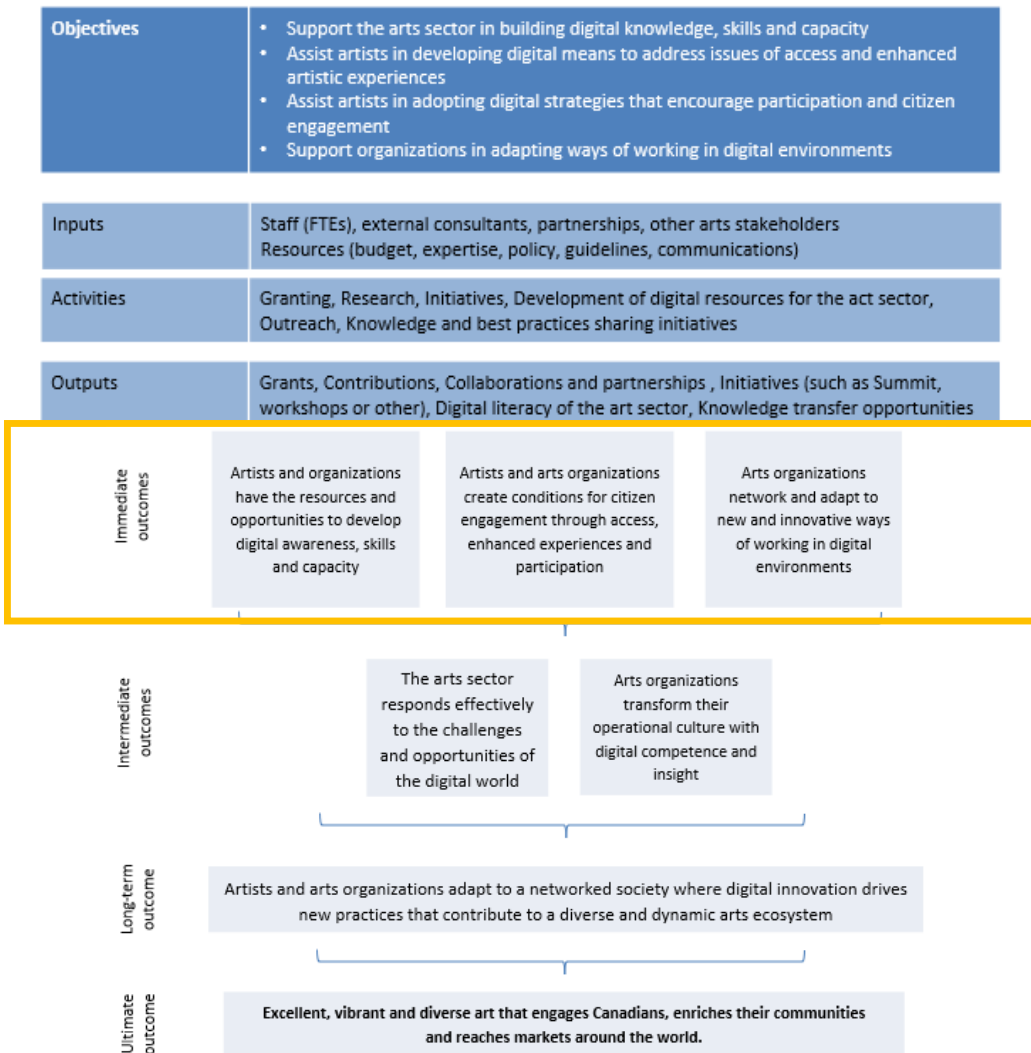 Objectives
• Support the arts sector in building digital knowledge, skills and capacity
• Assist artists in developing digital means to address issues of access and enhanced
artistic experiences
• Assist artists in adopting digital strategies that encourage participation and citizen
engagement
• Support organizations in adapting ways of working in digital environments
Inputs
Staff (FTEs), external consultants, partnerships, other arts stakeholders
Resources (budget, expertise, policy, guidelines, communications)
Activities
Granting, Research, Initiatives, Development of digital resources for the act sector,
Outreach, Knowledge and best practices sharing initiatives
Outputs
Grants, Contributions, Collaborations and partnerships , Initiatives (such as Summit,
workshops or other), Digital literacy of the art sector, Knowledge transfer opportunities
Immediate
outcomes
Artists and organizations
have the resources and
opportunities to develop
digital awareness, skills
and capacity
Artists and arts organizations
create conditions for citizen
engagement through access,
enhanced experiences and
participation
Arts organizations
network and adapt to
new and innovative ways
of working in digital
environments
Intermediate
outcomes
The arts sector
responds effectively
to the challenges
and opportunities of
the digital world
Arts organizations
transform their
operational culture with
digital competence and
insight
Long-term
outcome
Artists and arts organizations adapt to a networked society where digital innovation drives
new practices that contribute to a diverse and dynamic arts ecosystem
Ultimate
outcome
Excellent, vibrant and diverse art that engages Canadians, enriches their communities
and reaches markets around the world.